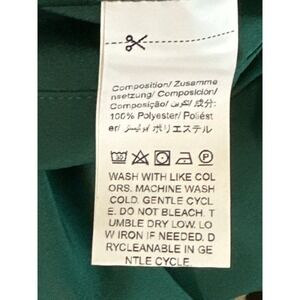 Composition/ Zusamme
nsetzung/ Composición/
Composição/ تكوين/ 成分:
100% Polyester/ Poliést
er/ بوليستر/ ポリエステル
WASH WITH LIKE COL
ORS. MACHINE WASH
COLD. GENTLE CYCL
E. DO NOT BLEACH. T
UMBLE DRY LOW. LO
W IRON IF NEEDED. D
RYCLEANABLE IN GE
NTLE CYCLE.